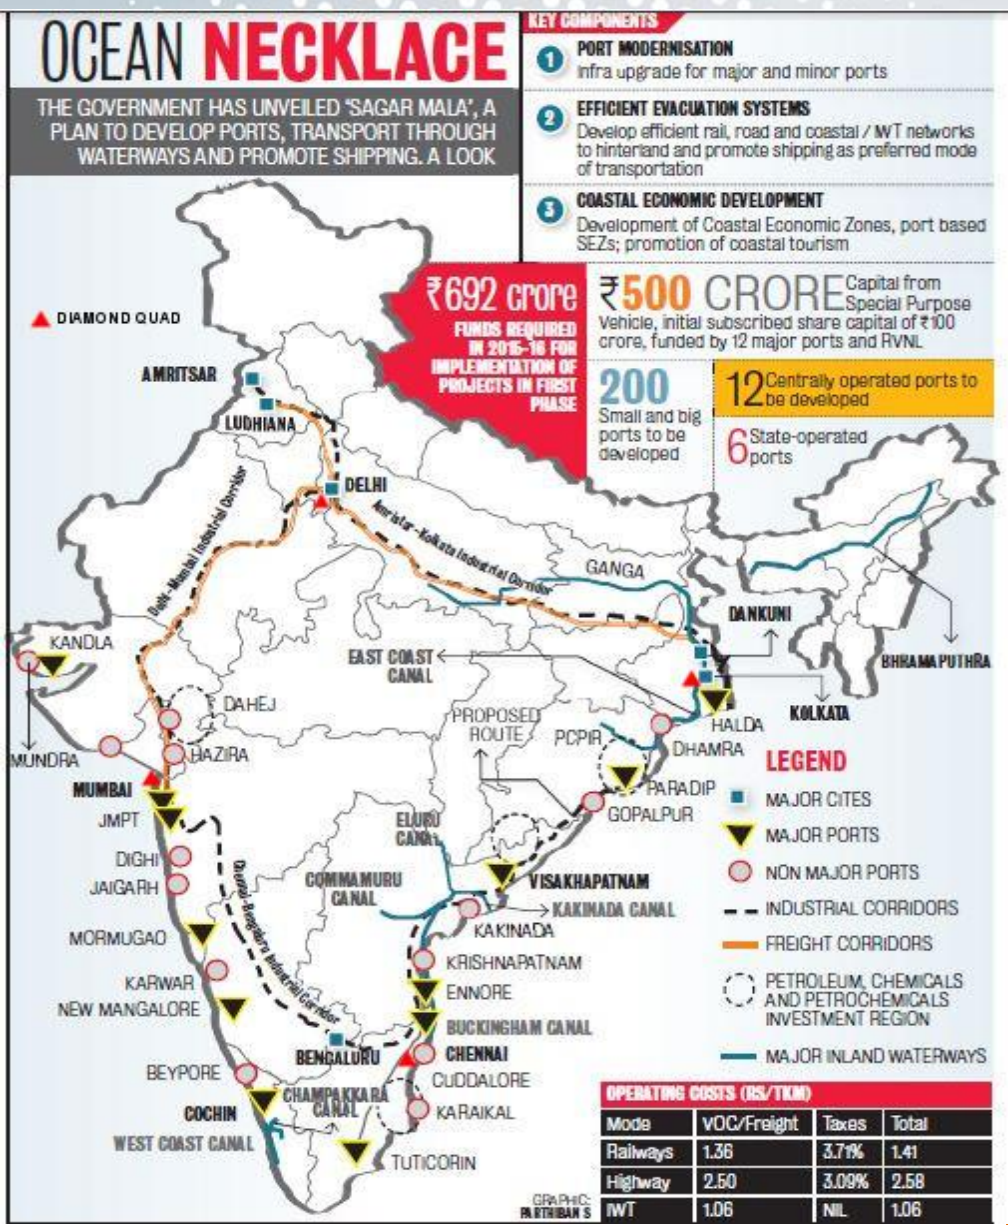 OCEAN NECKLACE
THE GOVERNMENT HAS UNVEILED ‘SAGAR MALA’, A
PLAN TO DEVELOP PORTS, TRANSPORT THROUGH
WATERWAYS AND PROMOTE SHIPPING. A LOOK
KEY COMPONENTS
1 PORT MODERNISATION
Infra upgrade for major and minor ports
2 EFFICIENT EVACUATION SYSTEMS
Develop efficient rail, road and coastal / IWT networks
to hinterland and promote shipping as preferred mode
of transportation
3 COASTAL ECONOMIC DEVELOPMENT
Development of Coastal Economic Zones, port based
SEZs; promotion of coastal tourism
₹692 crore
FUNDS REQUIRED
IN 2015-16 FOR
IMPLEMENTATION OF
PROJECTS IN FIRST
PHASE
₹500 CRORE Capital from
Special Purpose
Vehicle, initial subscribed share capital of ₹100
crore, funded by 12 major ports and RVNL
200
Small and big
ports to be
developed
12 Centrally operated ports to
be developed
6 State-operated
ports
DIAMOND QUAD
AMRITSAR
LUDHIANA
DELHI
Delhi-Mumbai Industrial Corridor
Amristar-Kolkata Industrial Corridor
GANGA
DANKUNI
BHRAMAPUTHRA
KANDLA
EAST COAST
CANAL
KOLKATA
DAHEJ
PROPOSED
ROUTE
PCPIR
HALDA
DHAMRA
MUNDRA
HAZIRA
MUMBAI
PARADIP
GOPALPUR
JMPT
ELURU
CANAL
DIGHI
JAIGARH
COMMAMURU
CANAL
VISAKHAPATNAM
KAKINADA CANAL
KAKINADA
MORMUGAO
KRISHNAPATNAM
KARWAR
ENNORE
NEW MANGALORE
Chennai-Bengaluru Industrial Corridor
BUCKINGHAM CANAL
BENGALURU
CHENNAI
BEYPORE
CUDDALORE
CHAMPAKKARA
CANAL
COCHIN
KARAIKAL
WEST COAST CANAL
TUTICORIN
LEGEND
MAJOR CITES
MAJOR PORTS
NON MAJOR PORTS
INDUSTRIAL CORRIDORS
FREIGHT CORRIDORS
PETROLEUM, CHEMICALS
AND PETROCHEMICALS
INVESTMENT REGION
MAJOR INLAND WATERWAYS
OPERATING COSTS (RS/TKM)
Mode VOC/Freight Taxes Total
Railways 1.36 3.71% 1.41
Highway 2.50 3.09% 2.58
IWT 1.06 NIL 1.06
GRAPHIC:
PARTHIBAN S